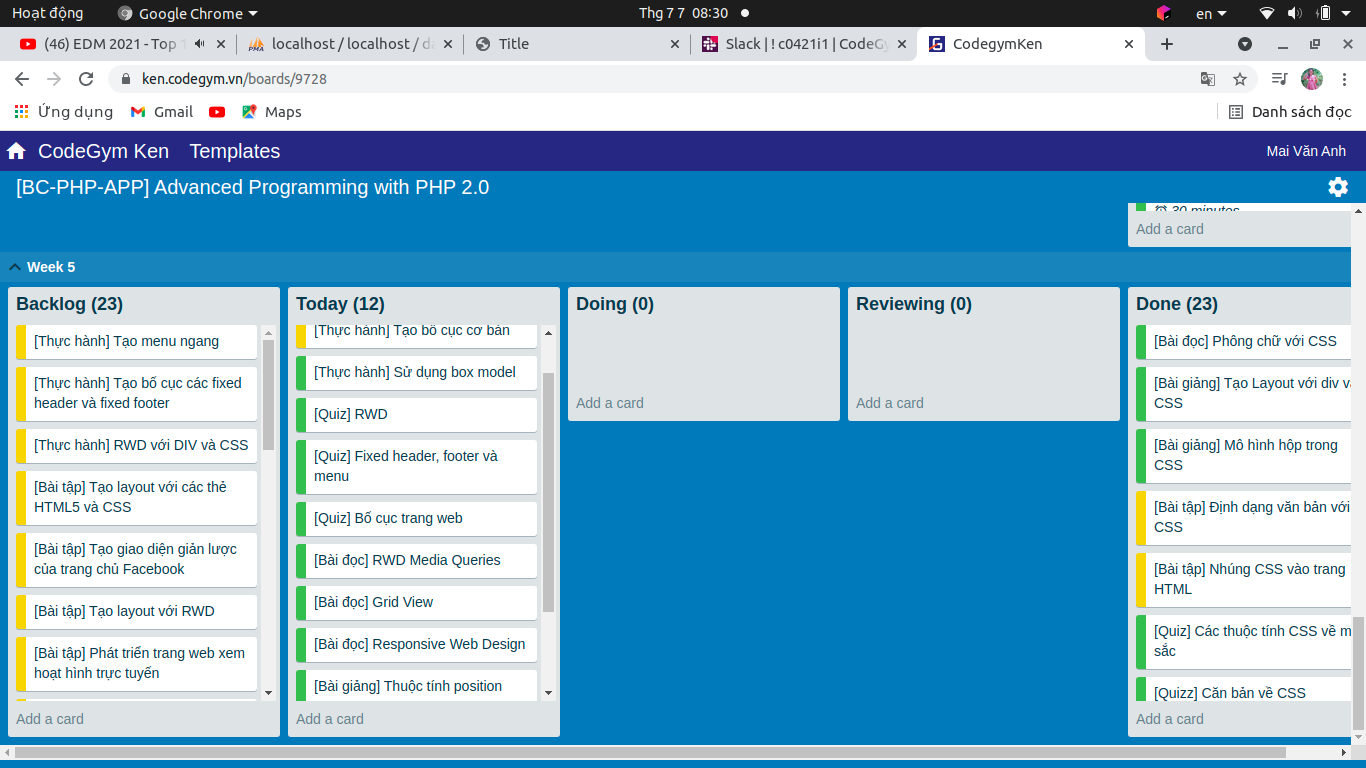 Hoạt động
Google Chrome
Thg 7 7 08:30
en
(46) EDM 2021 - Top 1
localhost / localhost / da
Title
Slack | ! c0421i1 | CodeGy
CodegymKen
ken.codegym.vn/boards/9728
Ứng dụng
Gmail
Maps
Danh sách đọc
CodeGym Ken
Templates
Mai Văn Anh
[BC-PHP-APP] Advanced Programming with PHP 2.0
30 minutes
Add a card
Week 5
Backlog (23)
[Thực hành] Tạo menu ngang
[Thực hành] Tạo bố cục các fixed
header và fixed footer
[Thực hành] RWD với DIV và CSS
[Bài tập] Tạo layout với các thẻ
HTML5 và CSS
[Bài tập] Tạo giao diện giản lược
của trang chủ Facebook
[Bài tập] Tạo layout với RWD
[Bài tập] Phát triển trang web xem
hoạt hình trực tuyến
Add a card
Today (12)
[Thực hành] Tạo bố cục cơ bản
[Thực hành] Sử dụng box model
[Quiz] RWD
[Quiz] Fixed header, footer và
menu
[Quiz] Bố cục trang web
[Bài đọc] RWD Media Queries
[Bài đọc] Grid View
[Bài đọc] Responsive Web Design
[Bài giảng] Thuộc tính position
Add a card
Doing (0)
Add a card
Reviewing (0)
Add a card
Done (23)
[Bài đọc] Phông chữ với CSS
[Bài giảng] Tạo Layout với div v
CSS
[Bài giảng] Mô hình hộp trong
CSS
[Bài tập] Định dạng văn bản với
CSS
[Bài tập] Nhúng CSS vào trang
HTML
[Quiz] Các thuộc tính CSS về m
sắc
[Quizz] Căn bản về CSS
Add a card